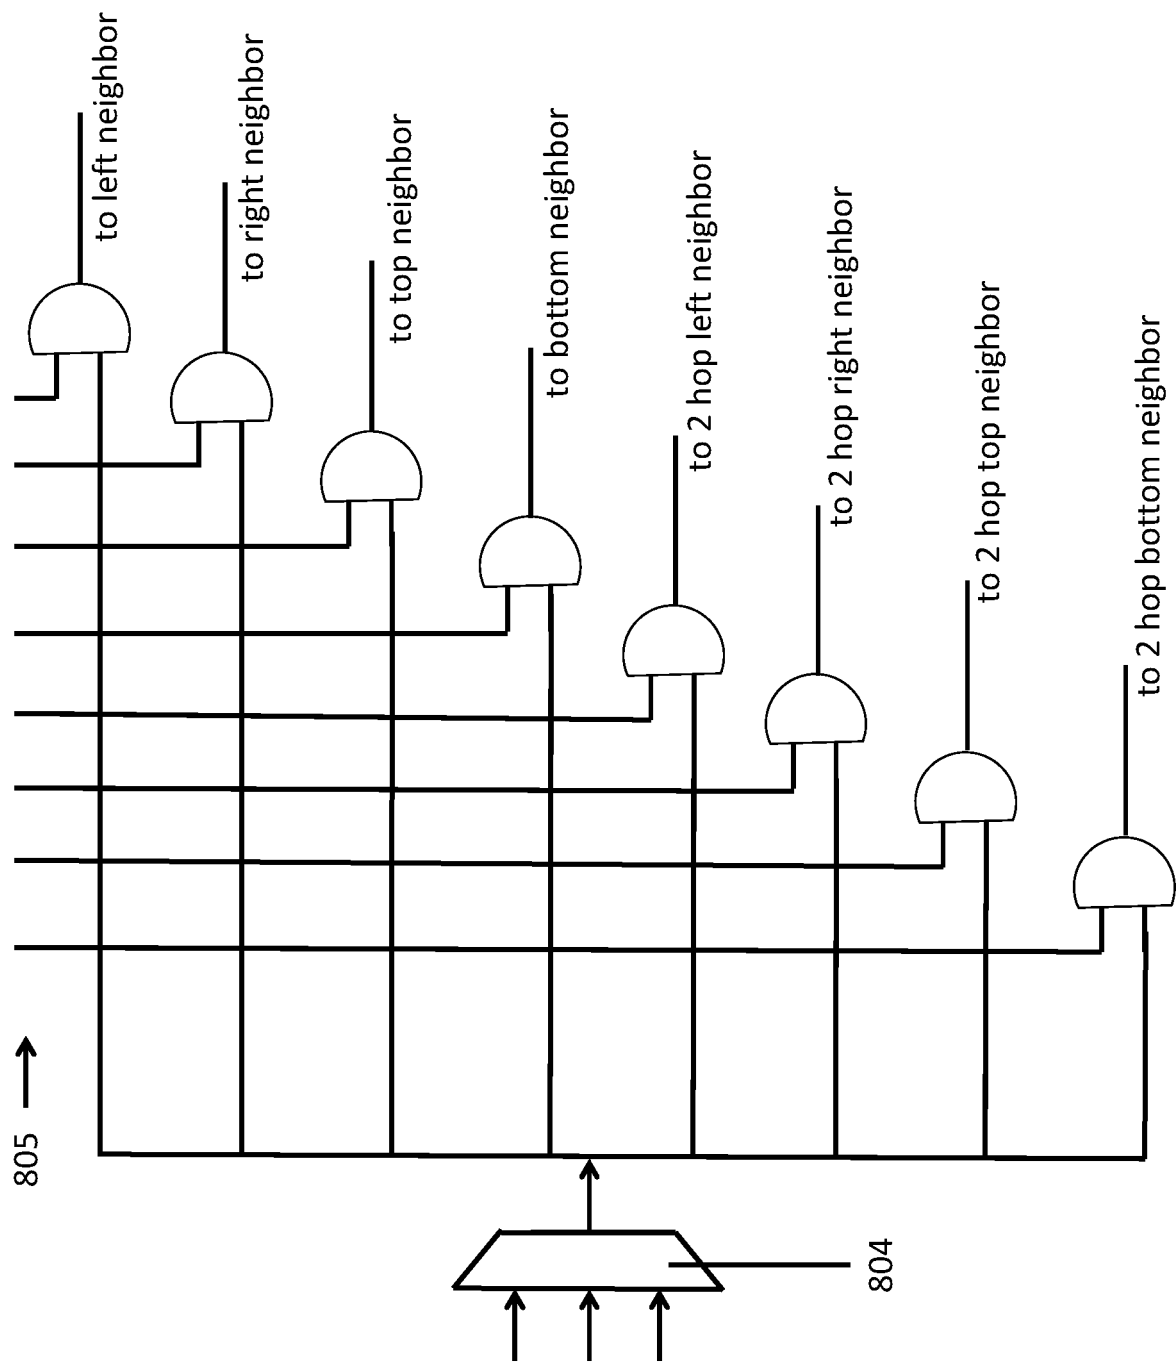 to left neighbor
to right neighbor
to top neighbor
to bottom neighbor
to 2 hop left neighbor
to 2 hop right neighbor
to 2 hop top neighbor
to 2 hop bottom neighbor
805
804